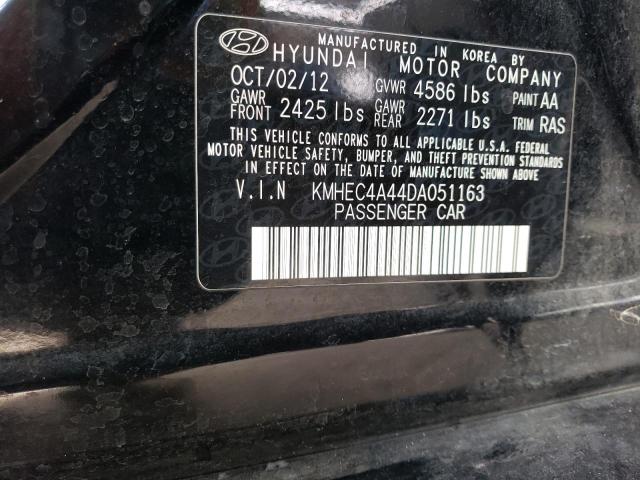 MANUFACTURED IN KOREA BY
HYUNDAI MOTOR COMPANY
OCT/02/12 GVWR 4586 lbs PAINT AA
GAWR FRONT 2425 lbs GAWR REAR 2271 lbs TRIM RAS
THIS VEHICLE CONFORMS TO ALL APPLICABLE U.S.A. FEDERAL
MOTOR VEHICLE SAFETY, BUMPER, AND THEFT PREVENTION STANDARDS
IN EFFECT ON THE DATE OF MANUFACTURE SHOWN ABOVE
V.I.N KMHEC4A44DA051163
PASSENGER CAR